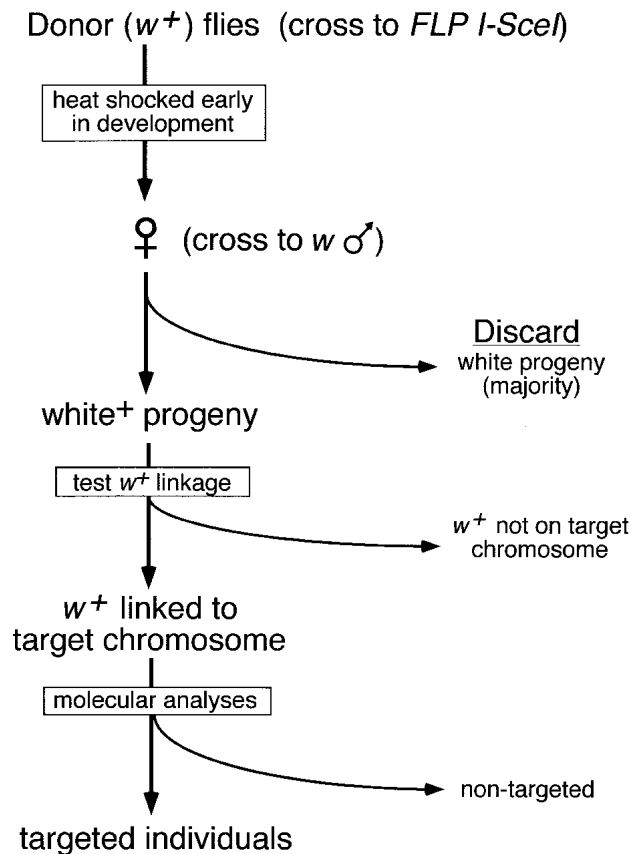 Donor (w+) flies (cross to FLP I-SceI)
heat shocked early
in development
♀ (cross to w ♂)
Discard
white progeny
(majority)
white+ progeny
test w+ linkage
w+ not on target
chromosome
w+ linked to
target chromosome
molecular analyses
non-targeted
targeted individuals